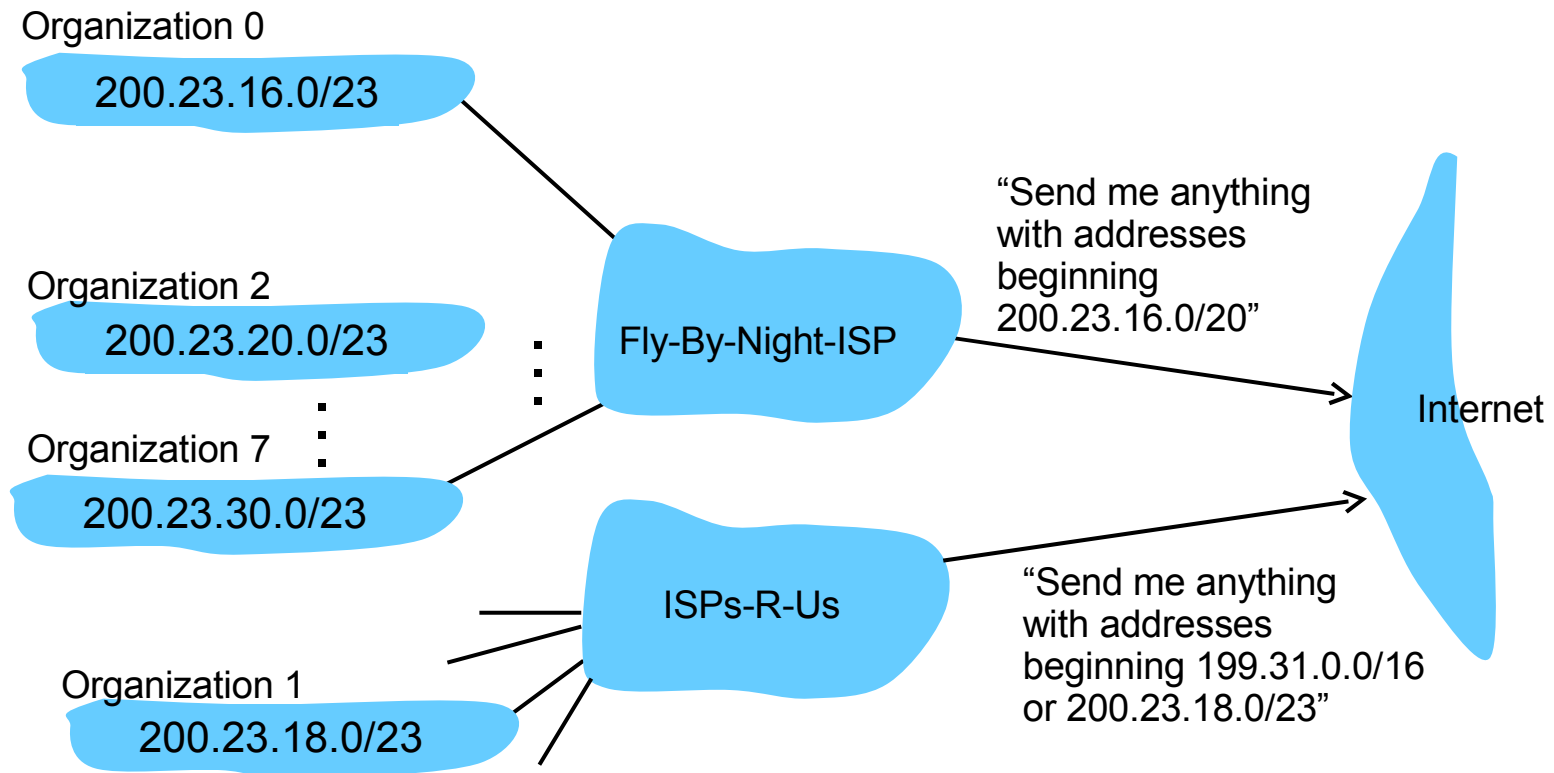 Organization 0
200.23.16.0/23
Organization 2
200.23.20.0/23
Organization 7
200.23.30.0/23
Fly-By-Night-ISP
“Send me anything
with addresses
beginning
200.23.16.0/20”
Internet
ISPs-R-Us
“Send me anything
with addresses
beginning 199.31.0.0/16
or 200.23.18.0/23”
Organization 1
200.23.18.0/23